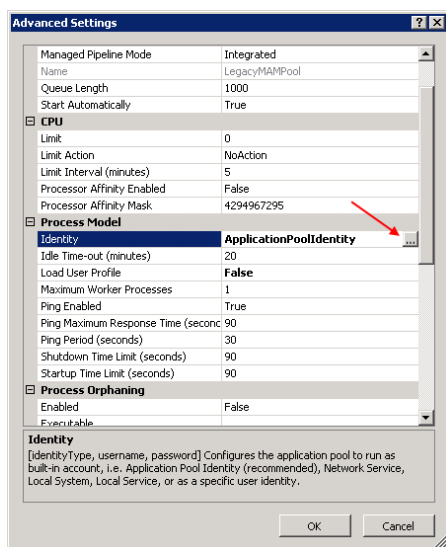 Advanced Settings
Managed Pipeline Mode Integrated
Name LegacyMAMPool
Queue Length 1000
Start Automatically True
CPU
Limit 0
Limit Action NoAction
Limit Interval (minutes) 5
Processor Affinity Enabled False
Processor Affinity Mask 4294967295
Process Model
Identity ApplicationPoolIdentity ...
Idle Time-out (minutes) 20
Load User Profile False
Maximum Worker Processes 1
Ping Enabled True
Ping Maximum Response Time (seconc 90
Ping Period (seconds) 30
Shutdown Time Limit (seconds) 90
Startup Time Limit (seconds) 90
Process Orphaning
Enabled False
Executable
Identity
[identityType, username, password] Configures the application pool to run as
built-in account, i.e. Application Pool Identity (recommended), Network Service,
Local System, Local Service, or as a specific user identity.
OK Cancel